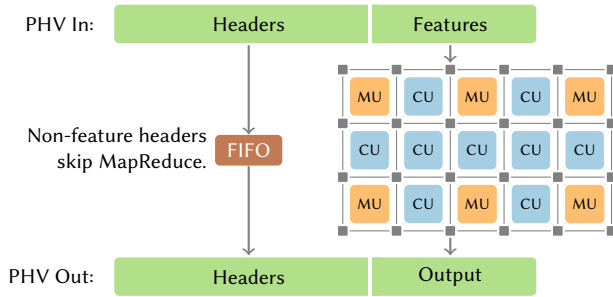 PHV In: Headers Features
MU CU MU CU MU
Non-feature headers
skip MapReduce.
FIFO
CU CU CU CU CU
MU CU MU CU MU
PHV Out: Headers Output